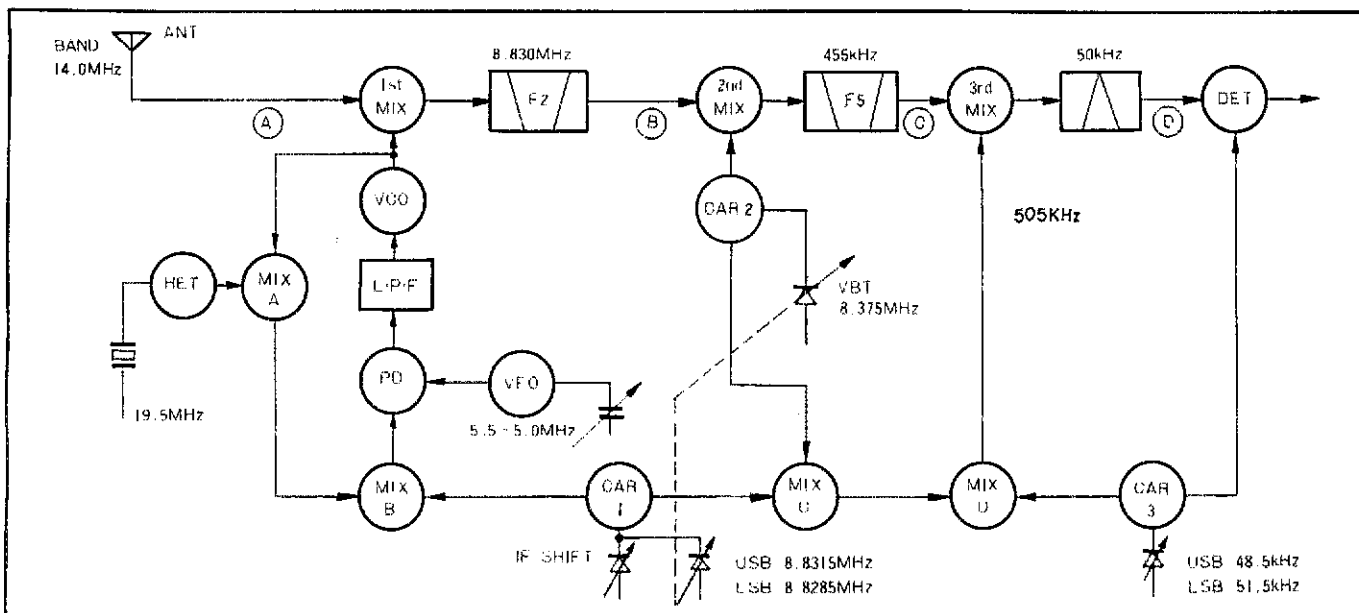 BAND
14.0MHz
ANT
1st
MIX
8.830MHz
F2
2nd
MIX
455kHz
F5
3rd
MIX
50kHz
DET
A
B
C
D
VCO
CAR 2
505KHz
HET
MIX
A
L·P·F
VBT
8.375MHz
PD
VFO
19.5MHz
5.5-5.0MHz
MIX
B
CAR
1
MIX
C
MIX
D
CAR
3
IF SHIFT
USB 8.8315MHz
LSB 8.8285MHz
USB 48.5kHz
LSB 51.5kHz